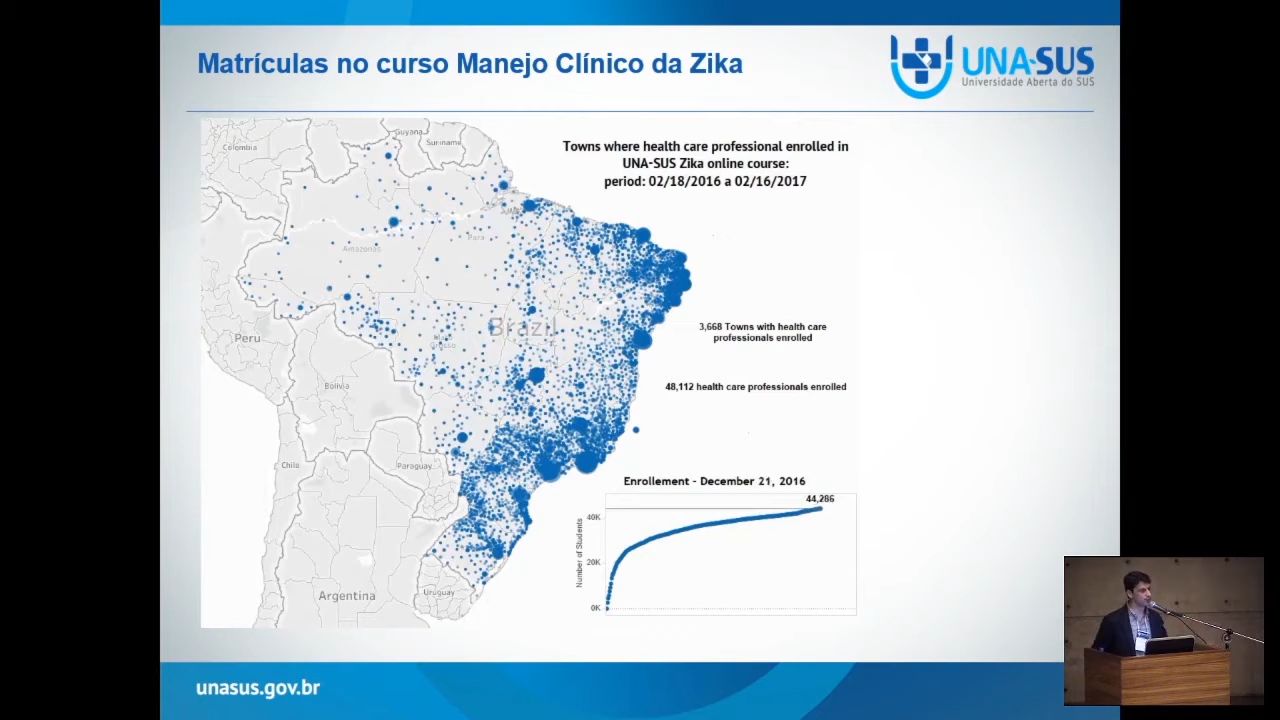 Matrículas no curso Manejo Clínico da Zika
UNA-SUS
Universidade Aberta do SUS
Towns where health care professional enrolled in
UNA-SUS Zika online course:
period: 02/18/2016 a 02/16/2017
Guyana
Colombia
Suriname
Pará
Amazonas
Brazil
Peru
Bolivia
Chile
Paraguay
Argentina
Uruguay
3,668 Towns with health care
professionals enrolled
48,112 health care professionals enrolled
Enrollement - December 21, 2016
44,286
Number of Students
40K
20K
0K
unasus.gov.br